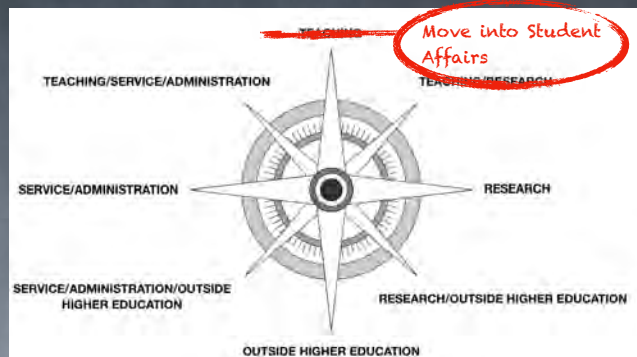 TEACHING
Move into Student
Affairs
TEACHING/SERVICE/ADMINISTRATION
TEACHING/RESEARCH
SERVICE/ADMINISTRATION
RESEARCH
SERVICE/ADMINISTRATION/OUTSIDE
HIGHER EDUCATION
RESEARCH/OUTSIDE HIGHER EDUCATION
OUTSIDE HIGHER EDUCATION